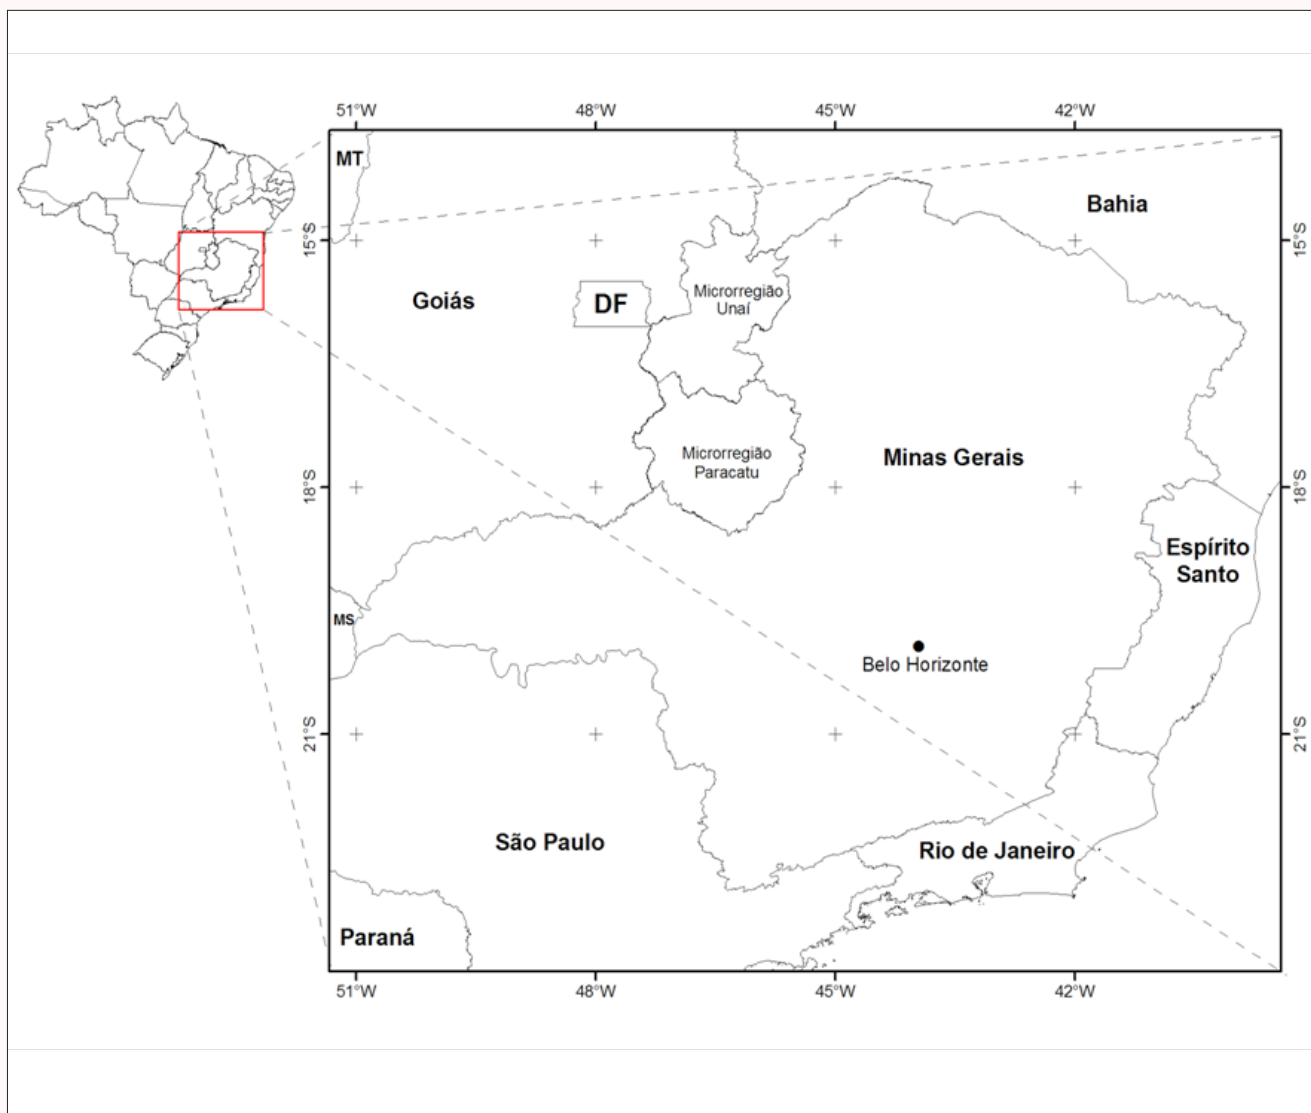 51°W 48°W 45°W 42°W
MT
Bahia
15°S 15°S
Microrregião
Unaí
Goiás
DF
Microrregião
Paracatu
Minas Gerais
18°S 18°S
Espírito
Santo
MS
Belo Horizonte
21°S 21°S
São Paulo
Rio de Janeiro
Paraná
51°W 48°W 45°W 42°W